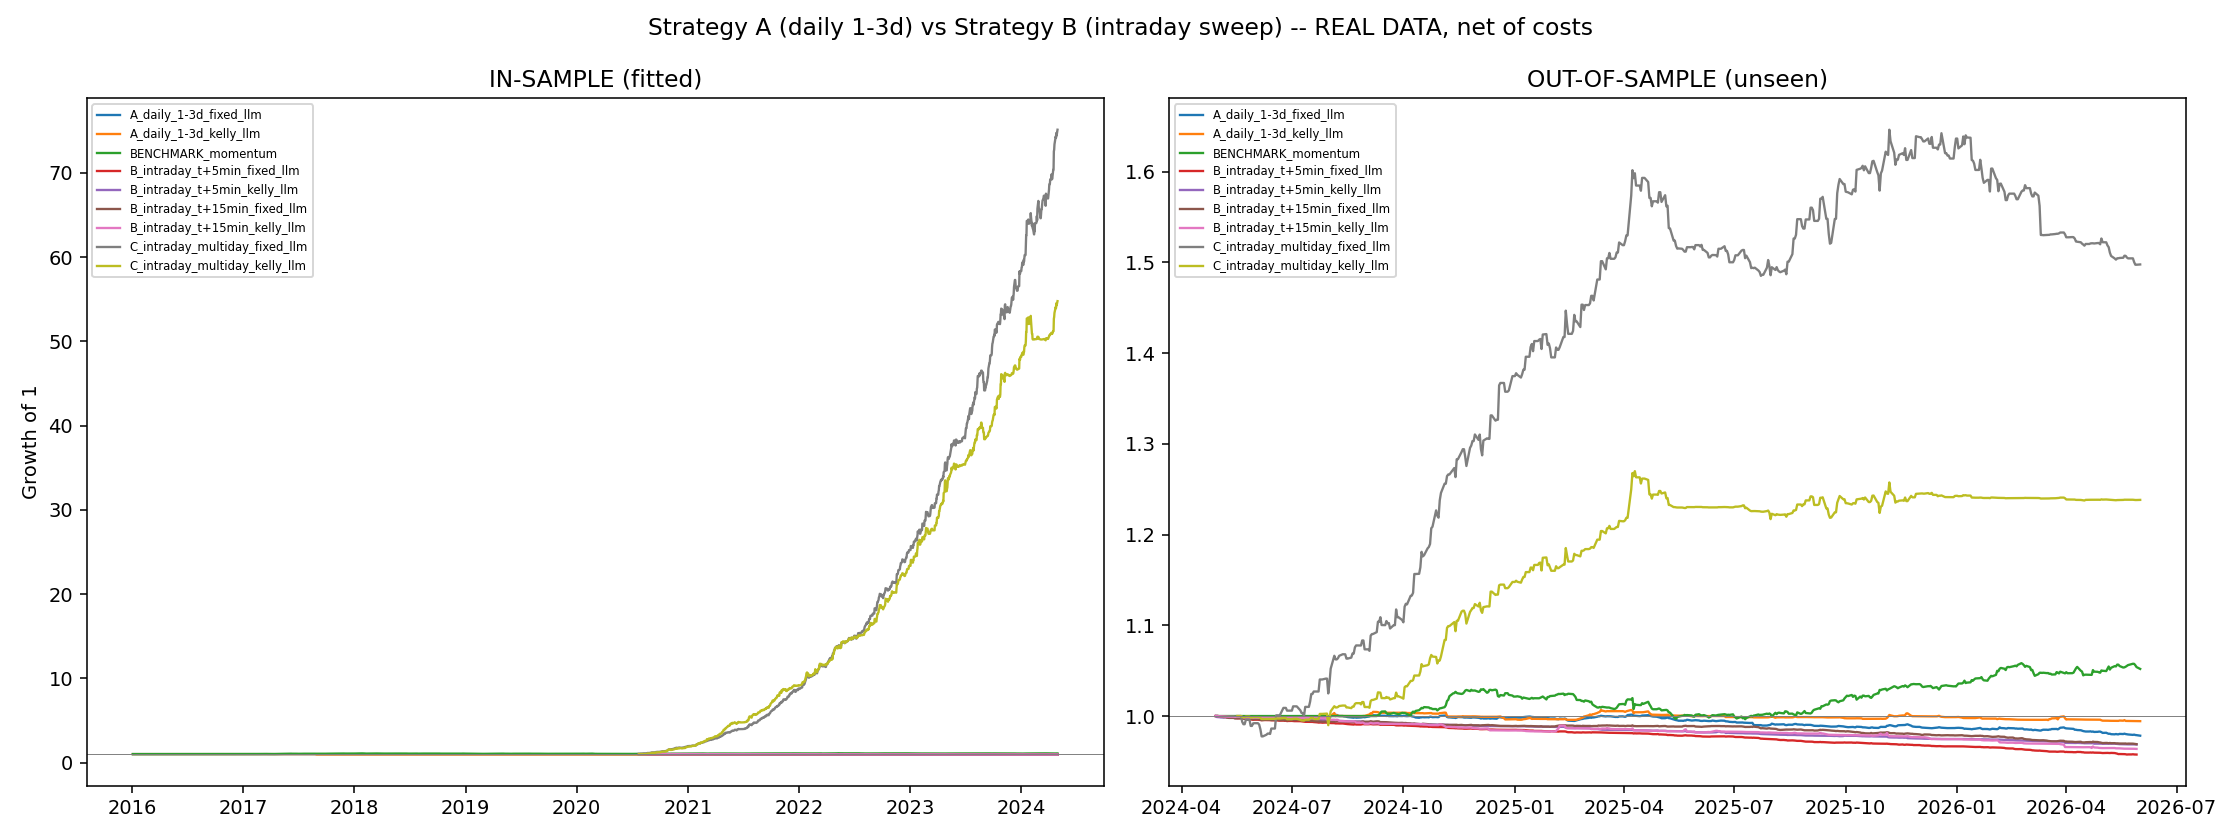 Strategy A (daily 1-3d) vs Strategy B (intraday sweep) -- REAL DATA, net of costs
IN-SAMPLE (fitted)
A_daily_1-3d_fixed_llm
A_daily_1-3d_kelly_llm
BENCHMARK_momentum
B_intraday_t+5min_fixed_llm
B_intraday_t+5min_kelly_llm
B_intraday_t+15min_fixed_llm
B_intraday_t+15min_kelly_llm
C_intraday_multiday_fixed_llm
C_intraday_multiday_kelly_llm
Growth of 1
70
60
50
40
30
20
10
0
2016 2017 2018 2019 2020 2021 2022 2023 2024
OUT-OF-SAMPLE (unseen)
A_daily_1-3d_fixed_llm
A_daily_1-3d_kelly_llm
BENCHMARK_momentum
B_intraday_t+5min_fixed_llm
B_intraday_t+5min_kelly_llm
B_intraday_t+15min_fixed_llm
B_intraday_t+15min_kelly_llm
C_intraday_multiday_fixed_llm
C_intraday_multiday_kelly_llm
1.6
1.5
1.4
1.3
1.2
1.1
1.0
2024-04 2024-07 2024-10 2025-01 2025-04 2025-07 2025-10 2026-01 2026-04 2026-07